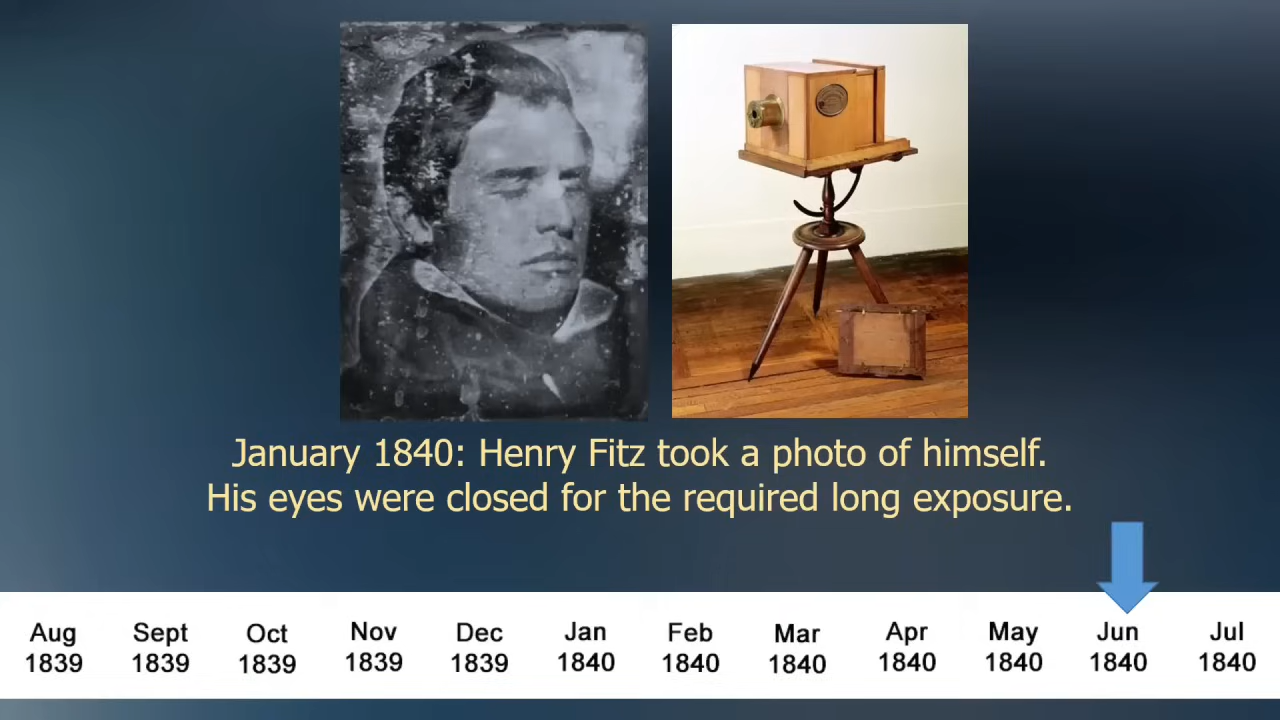 January 1840: Henry Fitz took a photo of himself.
His eyes were closed for the required long exposure.
Aug Sept Oct Nov Dec Jan Feb Mar Apr May Jun Jul
1839 1839 1839 1839 1839 1840 1840 1840 1840 1840 1840 1840